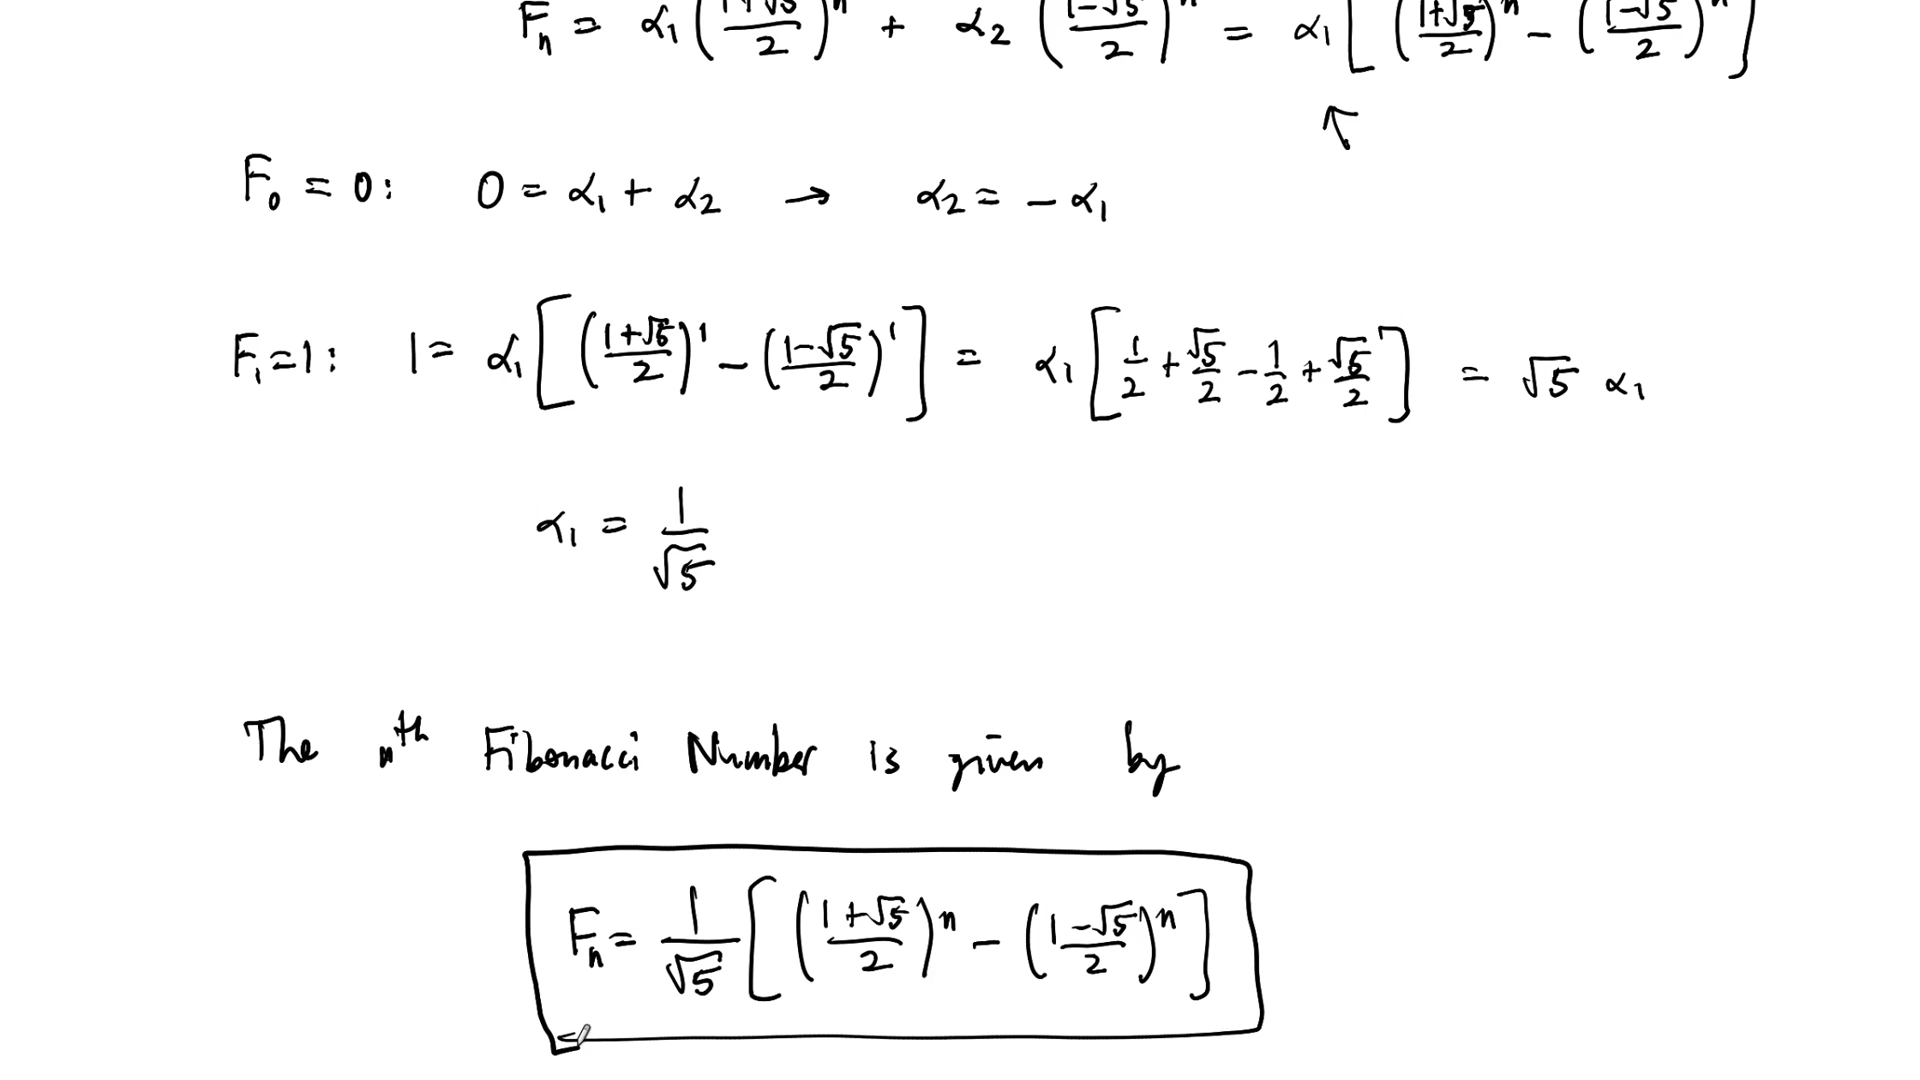 Fₙ = α₁ ((1+√5)/2)ⁿ + α₂ ((1-√5)/2)ⁿ = α₁ [ ((1+√5)/2)ⁿ - ((1-√5)/2)ⁿ ]
↖
F₀ = 0: 0 = α₁ + α₂ → α₂ = - α₁
F₁ = 1: 1 = α₁ [ ((1+√5)/2)¹ - ((1-√5)/2)¹ ] = α₁ [ 1/2 + √5/2 - 1/2 + √5/2 ] = √5 α₁
α₁ = 1/√5
The nᵗʰ Fibonacci Number is given by
Fₙ = 1/√5 [ ((1+√5)/2)ⁿ - ((1-√5)/2)ⁿ ]